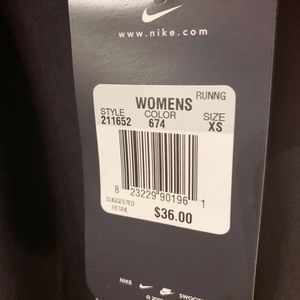 www.nike.com
RUNNG
WOMENS
STYLE COLOR SIZE
211652 674 XS
8 23229 90196 1
SUGGESTED
RETAIL $36.00
NIKE